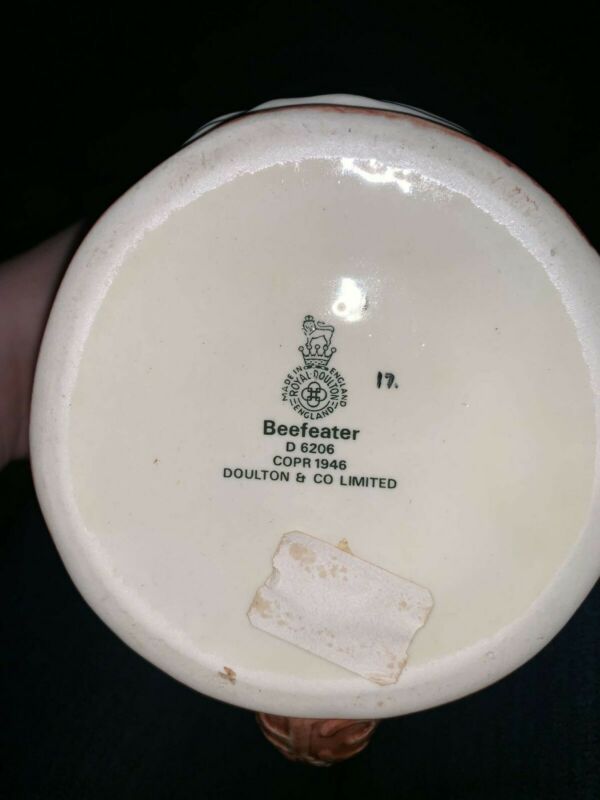 MADE IN ENGLAND
ROYAL DOULTON
ENGLAND
17.
Beefeater
D 6206
COPR 1946
DOULTON & CO LIMITED